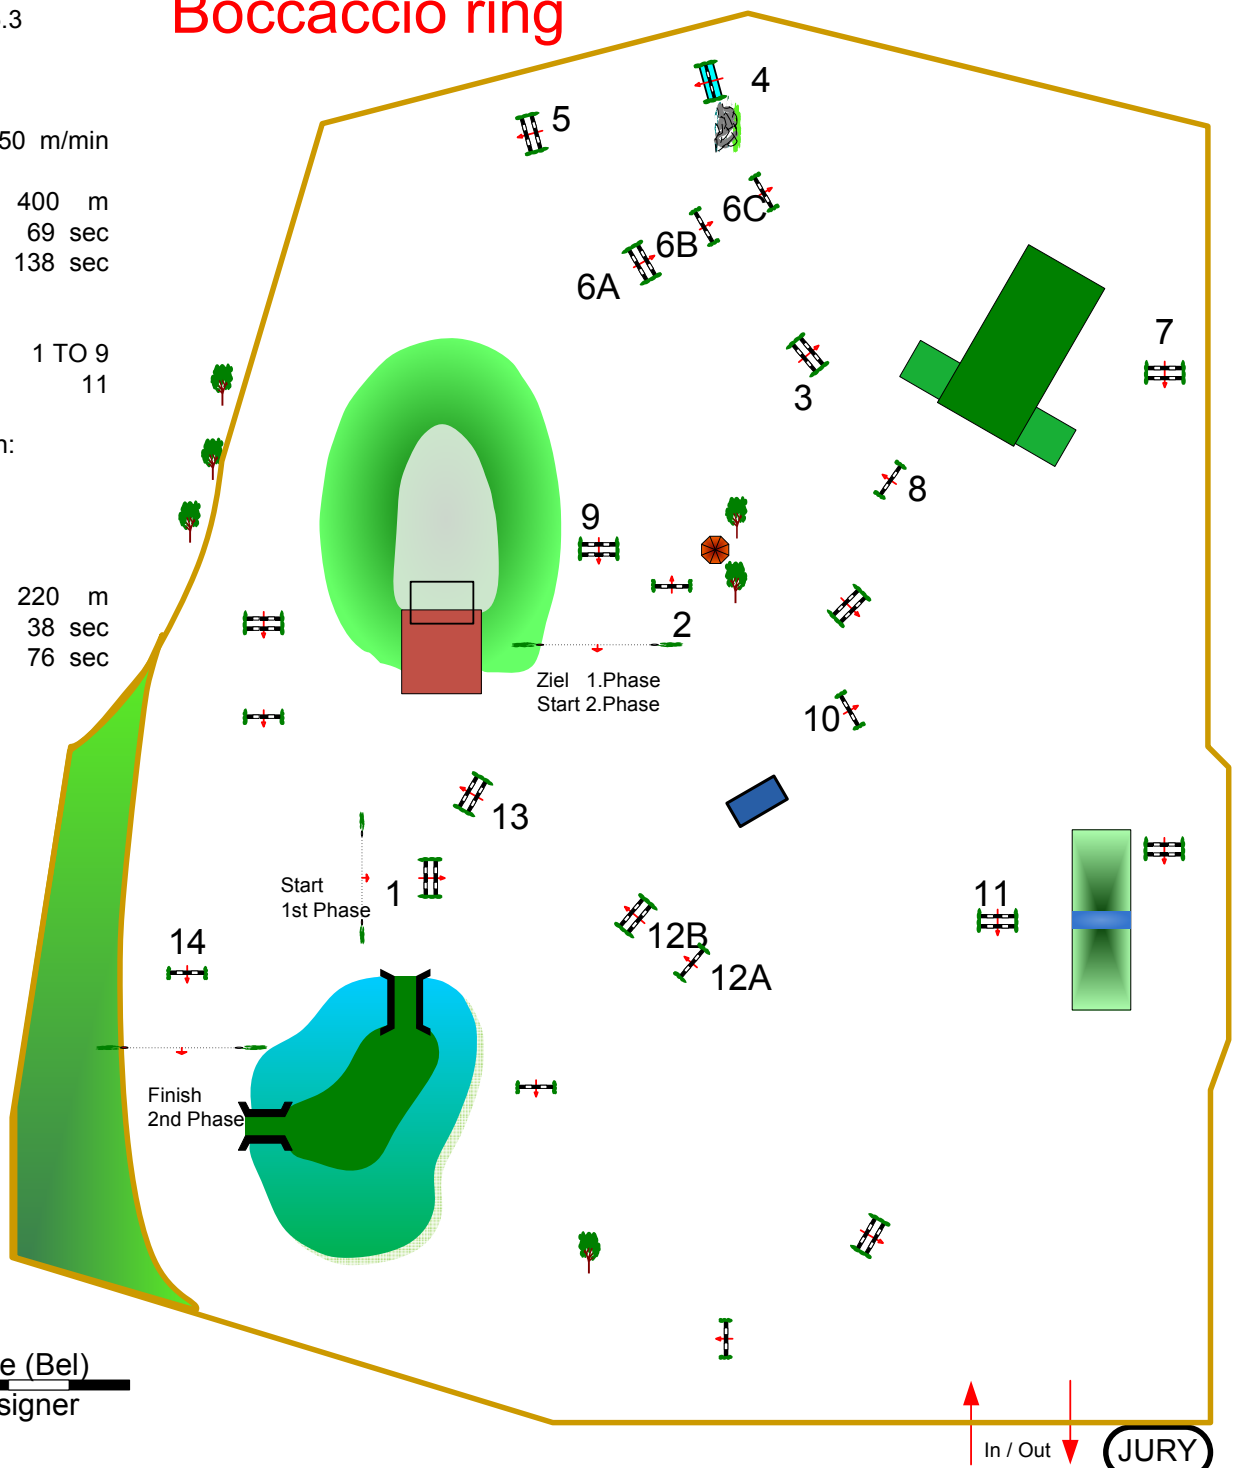 Boccaccio ring
.3
50 m/min
400 m
69 sec
138 sec
1 TO 9
11
n:
220 m
38 sec
76 sec
4
5
6C
6B
6A
7
3
8
9
2
Ziel 1.Phase
Start 2.Phase
10
13
Start
1st Phase
1
11
12B
12A
14
Finish
2nd Phase
e (Bel)
signer
In / Out
JURY